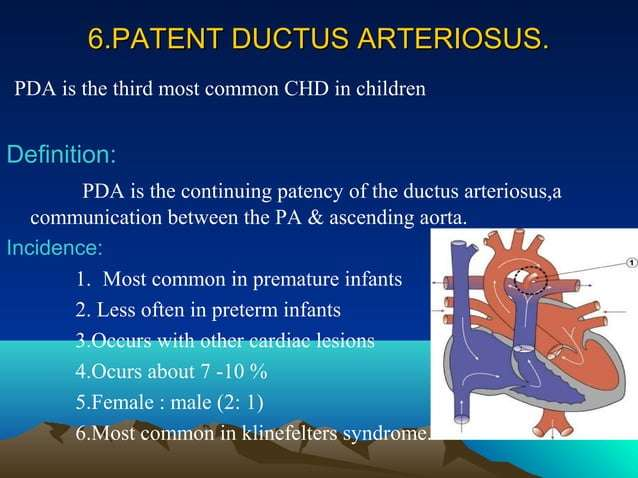 6.PATENT DUCTUS ARTERIOSUS.
PDA is the third most common CHD in children
Definition:
PDA is the continuing patency of the ductus arteriosus,a
communication between the PA & ascending aorta.
Incidence:
1. Most common in premature infants
2. Less often in preterm infants
3.Occurs with other cardiac lesions
4.Ocurs about 7 -10 %
5.Female : male (2: 1)
6.Most common in klinefelters syndrome.
1